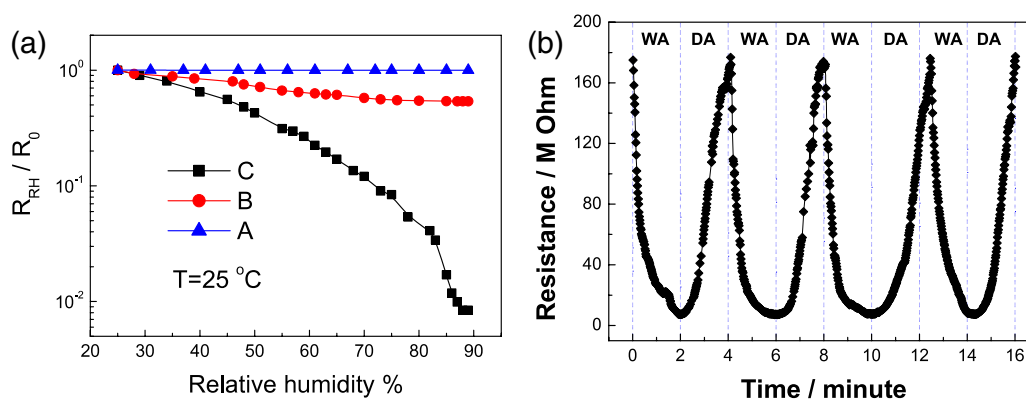 (a)
10⁰
10⁻¹
10⁻²
R_RH / R_0
C
B
A
T=25 °C
20 30 40 50 60 70 80 90
Relative humidity %
(b)
WA DA WA DA WA DA WA DA
200
160
120
80
40
0
Resistance / M Ohm
0 2 4 6 8 10 12 14 16
Time / minute